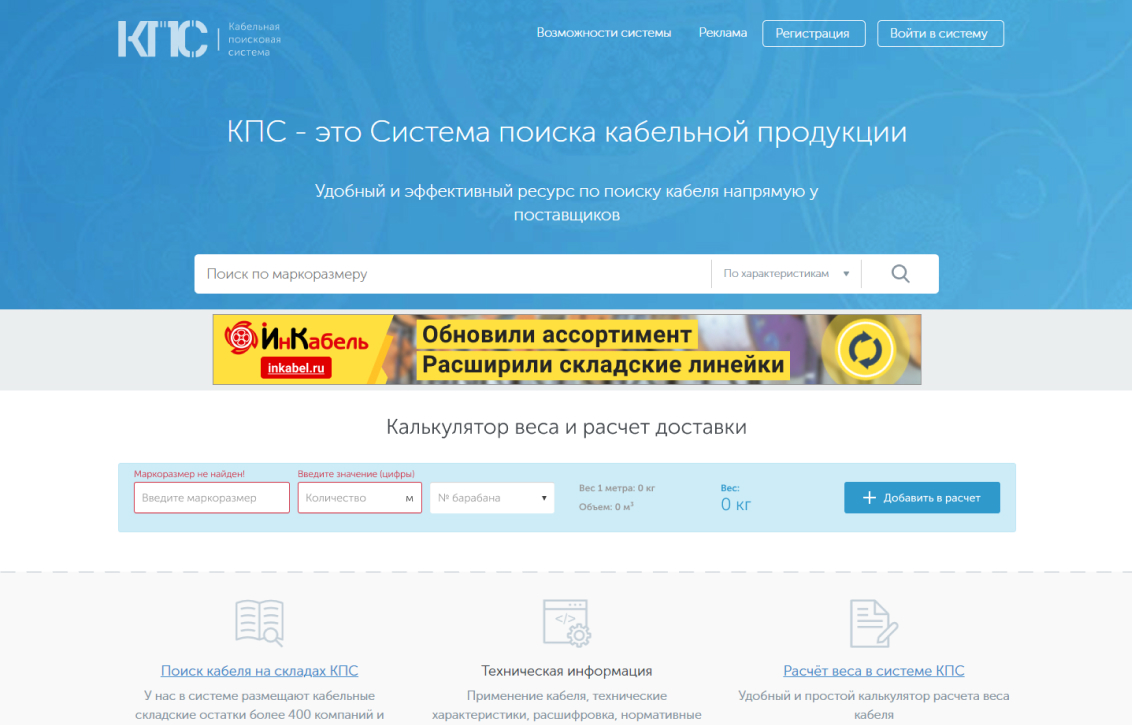 КПС
Кабельная
поисковая
система
Возможности системы
Реклама
Регистрация
Войти в систему
КПС - это Система поиска кабельной продукции
Удобный и эффективный ресурс по поиску кабеля напрямую у
поставщиков
Поиск по маркоразмеру
По характеристикам
ИнКабель
inkabel.ru
Обновили ассортимент
Расширили складские линейки
Калькулятор веса и расчет доставки
Маркоразмер не найден!
Введите значение (цифры)
Введите маркоразмер
Количество м
№ барабана
Вес 1 метра: 0 кг
Объем: 0 м³
Вес:
0 кг
Добавить в расчет
Поиск кабеля на складах КПС
У нас в системе размещают кабельные
складские остатки более 400 компаний и
Техническая информация
Применение кабеля, технические
характеристики, расшифровка, нормативные
Расчёт веса в системе КПС
Удобный и простой калькулятор расчета веса
кабеля